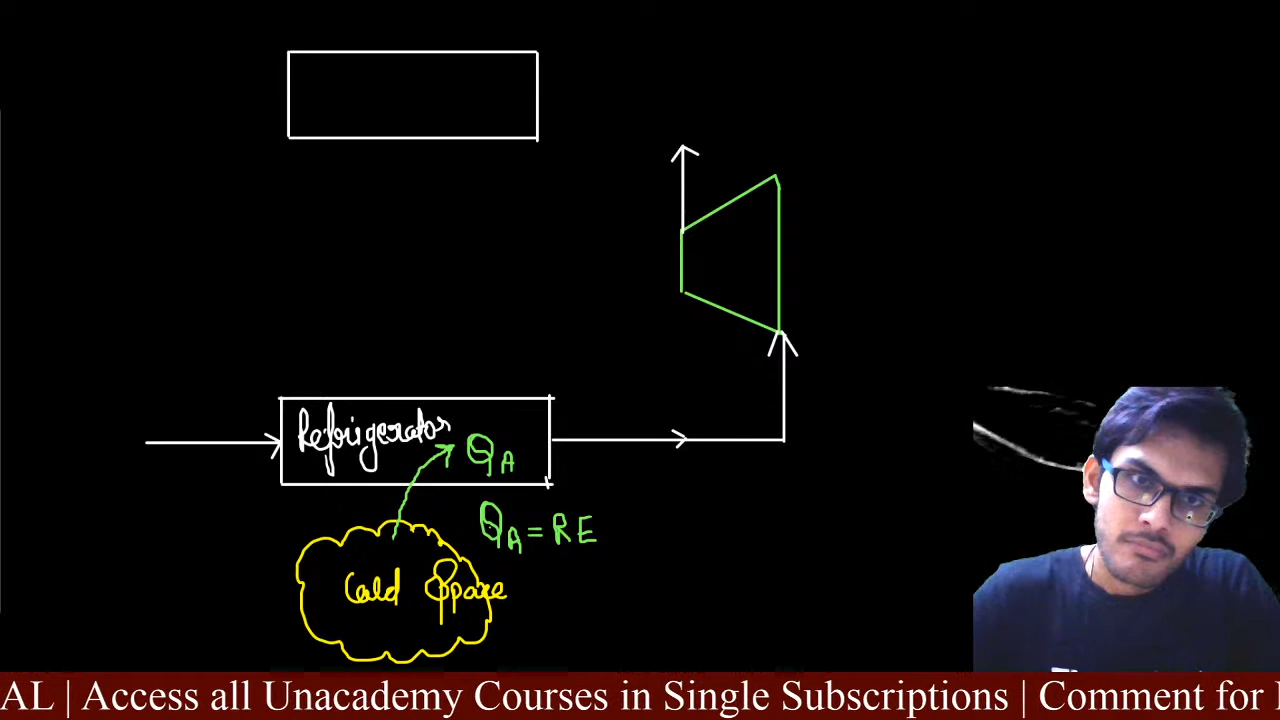 Refrigerator
QA
QA = RE
Cold Space
AL | Access all Unacademy Courses in Single Subscriptions | Comment for